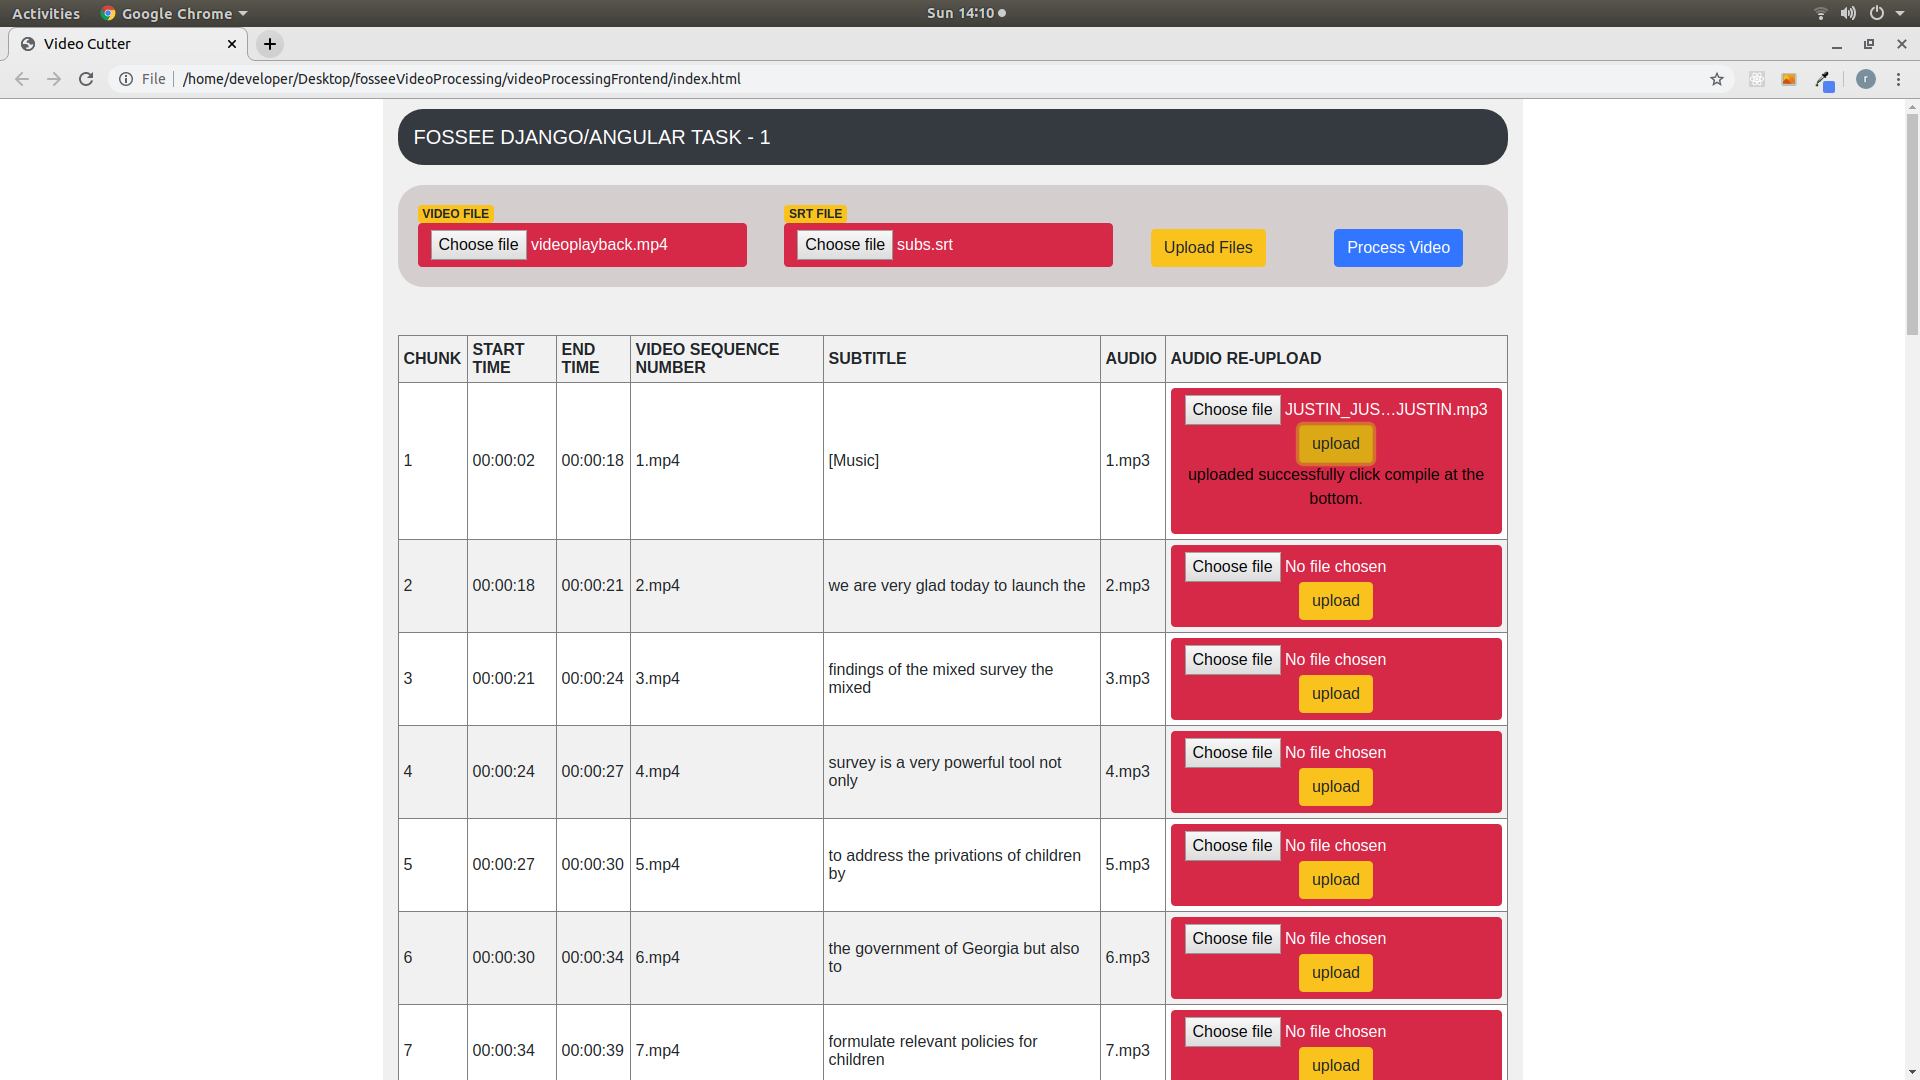 Activities Google Chrome Sun 14:10
Video Cutter
File /home/developer/Desktop/fosseeVideoProcessing/videoProcessingFrontend/index.html r
FOSSEE DJANGO/ANGULAR TASK - 1
VIDEO FILE SRT FILE
Choose file videoplayback.mp4 Choose file subs.srt Upload Files Process Video
CHUNK START TIME END TIME VIDEO SEQUENCE NUMBER SUBTITLE AUDIO AUDIO RE-UPLOAD
1 00:00:02 00:00:18 1.mp4 [Music] 1.mp3 Choose file JUSTIN_JUS…JUSTIN.mp3
upload
uploaded successfully click compile at the
bottom.
2 00:00:18 00:00:21 2.mp4 we are very glad today to launch the 2.mp3 Choose file No file chosen
upload
3 00:00:21 00:00:24 3.mp4 findings of the mixed survey the mixed 3.mp3 Choose file No file chosen
upload
4 00:00:24 00:00:27 4.mp4 survey is a very powerful tool not only 4.mp3 Choose file No file chosen
upload
5 00:00:27 00:00:30 5.mp4 to address the privations of children by 5.mp3 Choose file No file chosen
upload
6 00:00:30 00:00:34 6.mp4 the government of Georgia but also to 6.mp3 Choose file No file chosen
upload
7 00:00:34 00:00:39 7.mp4 formulate relevant policies for children 7.mp3 Choose file No file chosen
upload